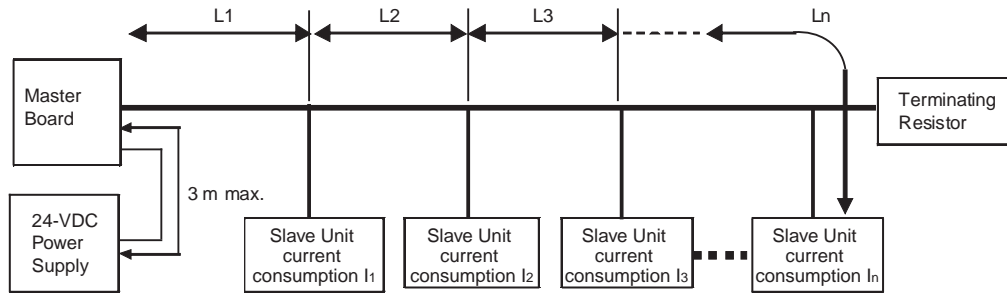 L1
L2
L3
Ln
Master
Board
Terminating
Resistor
3 m max.
24-VDC
Power
Supply
Slave Unit
current
consumption I1
Slave Unit
current
consumption I2
Slave Unit
current
consumption I3
Slave Unit
current
consumption In